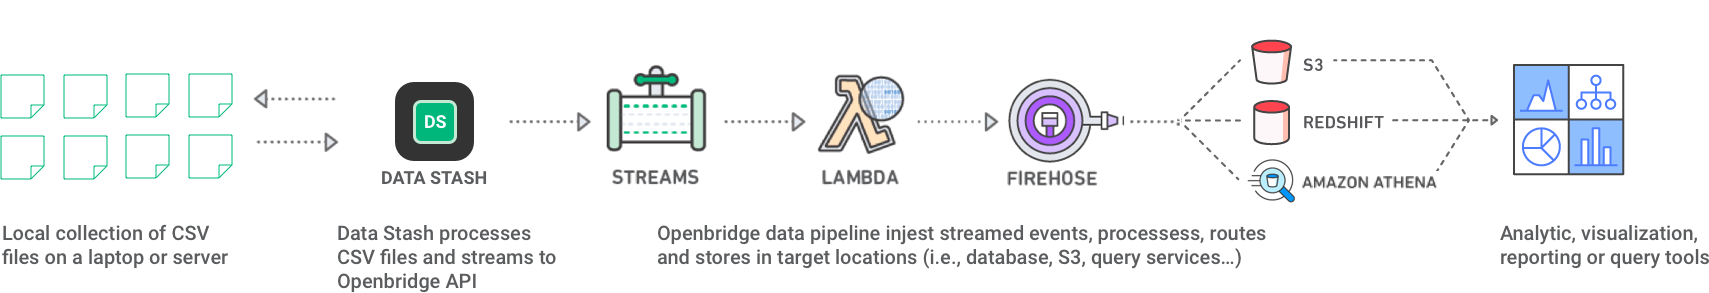 DS
DATA STASH
STREAMS
LAMBDA
FIREHOSE
S3
REDSHIFT
AMAZON ATHENA
Local collection of CSV
files on a laptop or server
Data Stash processes
CSV files and streams to
Openbridge API
Openbridge data pipeline injest streamed events, processess, routes
and stores in target locations (i.e., database, S3, query services...)
Analytic, visualization,
reporting or query tools